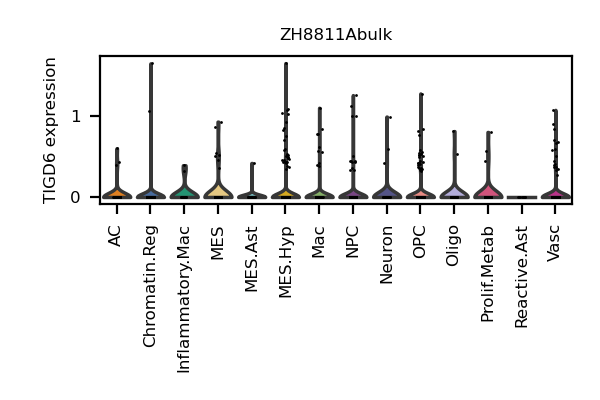 ZH8811Abulk
TIGD6 expression
1
0
AC
Chromatin.Reg
Inflammatory.Mac
MES
MES.Ast
MES.Hyp
Mac
NPC
Neuron
OPC
Oligo
Prolif.Metab
Reactive.Ast
Vasc